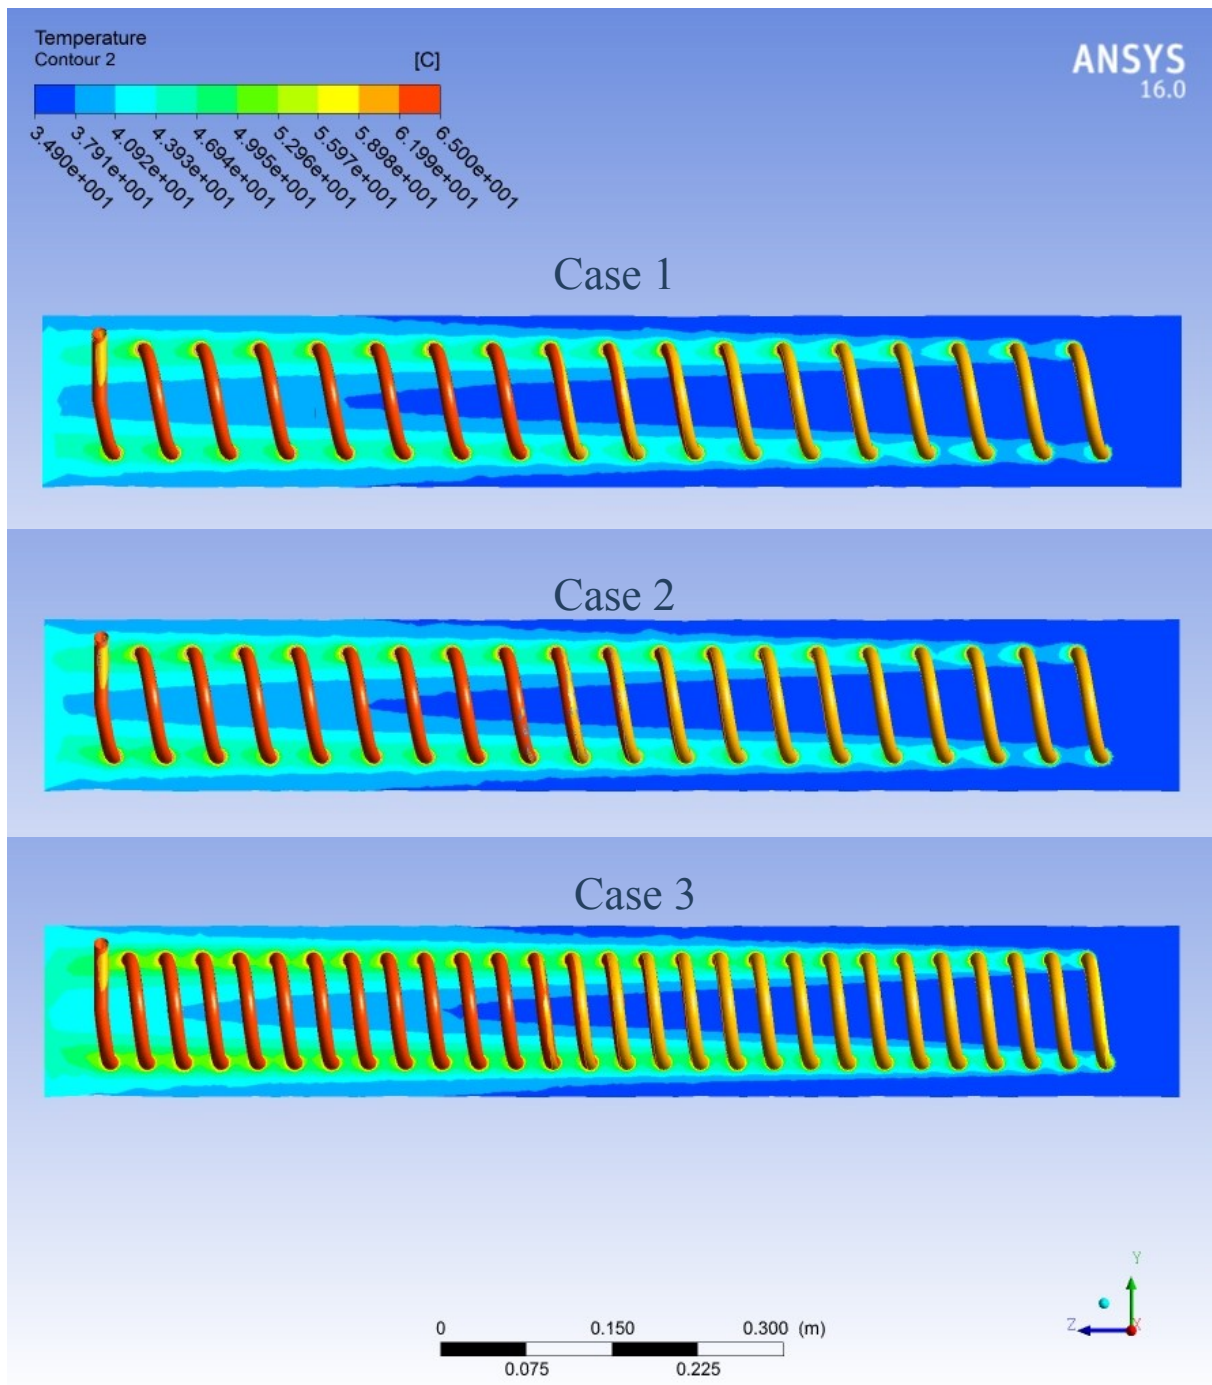 Temperature
Contour 2
[C]
ANSYS
16.0
3.490e+001
3.791e+001
4.092e+001
4.393e+001
4.694e+001
4.995e+001
5.296e+001
5.597e+001
5.898e+001
6.199e+001
6.500e+001
Case 1
Case 2
Case 3
Y
Z
X
0 0.150 0.300 (m)
0.075 0.225